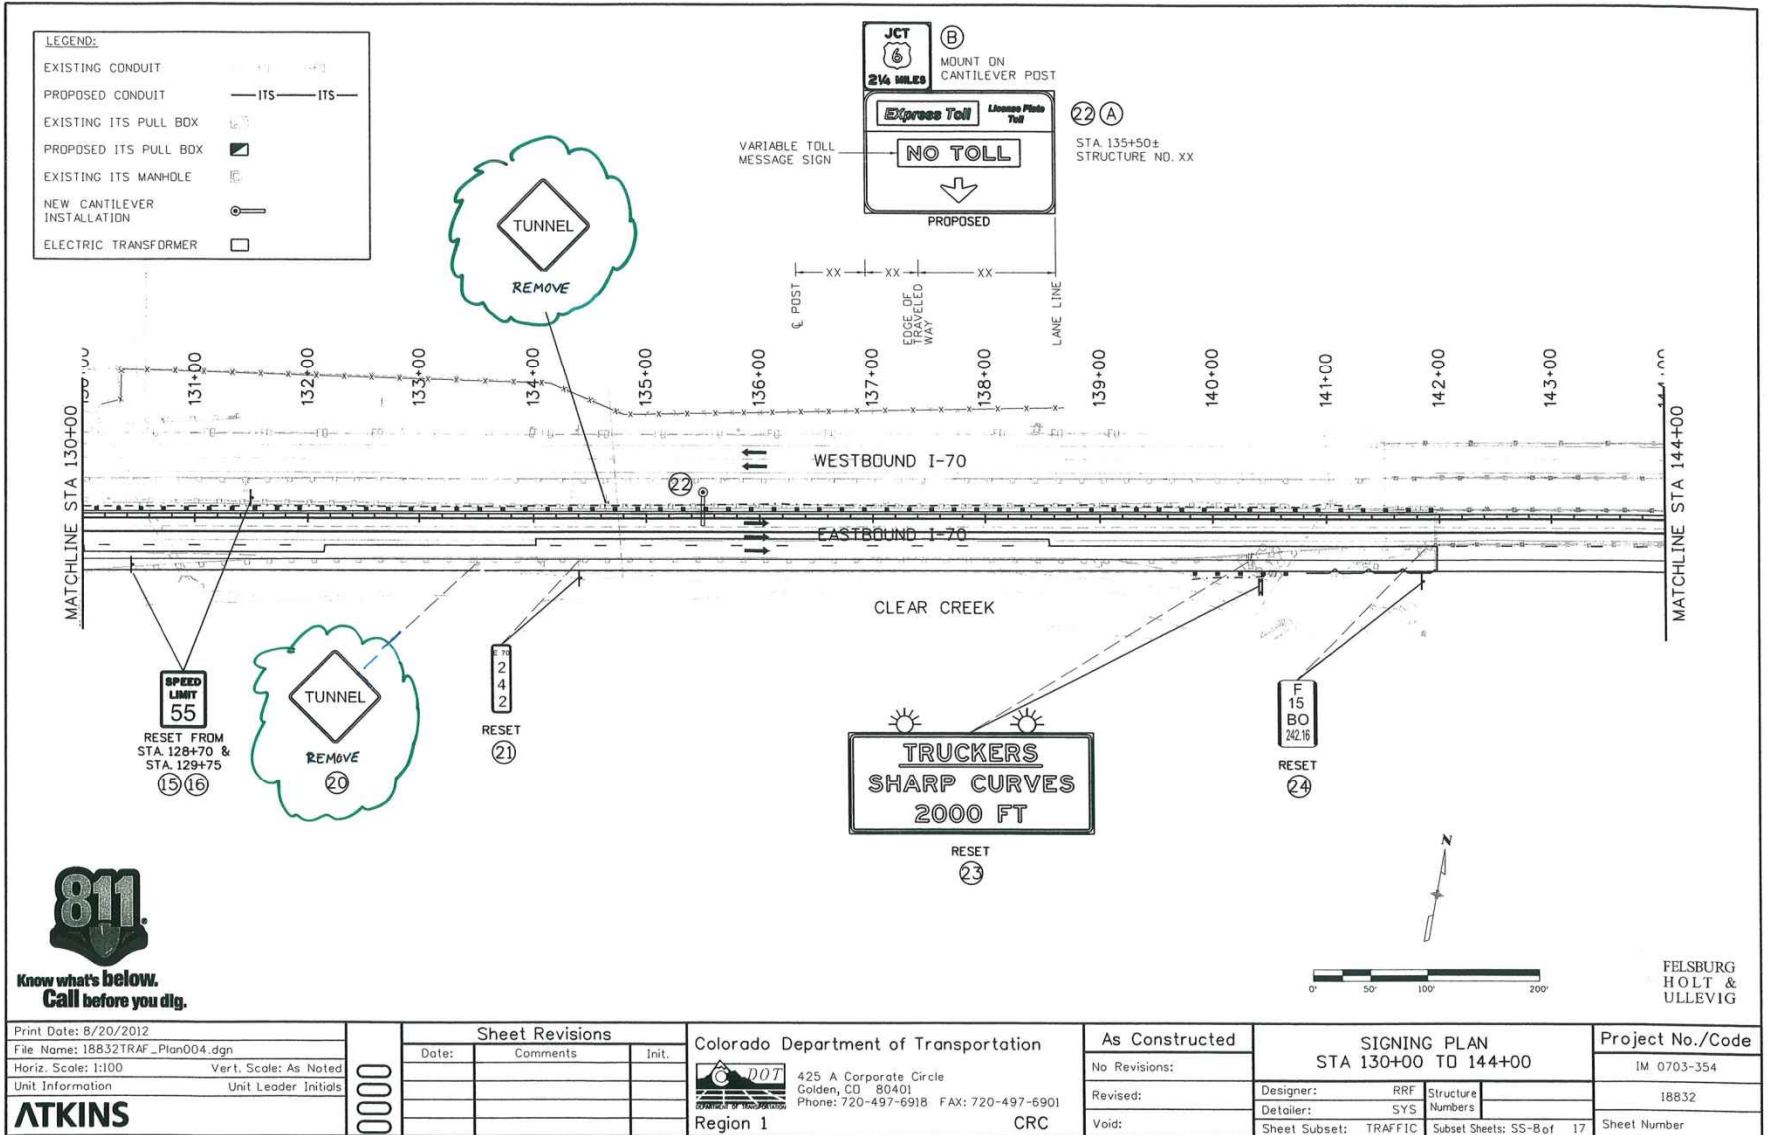 LEGEND:
EXISTING CONDUIT
PROPOSED CONDUIT
ITS ITS
EXISTING ITS PULL BOX
PROPOSED ITS PULL BOX
EXISTING ITS MANHOLE
NEW CANTILEVER
INSTALLATION
ELECTRIC TRANSFORMER
JCT
6
2¼ MILES
B
MOUNT ON
CANTILEVER POST
EXpress Toll
License Plate
Toll
NO TOLL
PROPOSED
VARIABLE TOLL
MESSAGE SIGN
22 A
STA. 135+50±
STRUCTURE NO. XX
XX XX XX
℄ POST
EDGE OF
TRAVELED
WAY
LANE LINE
TUNNEL
REMOVE
131+00
132+00
133+00
134+00
135+00
136+00
137+00
138+00
139+00
140+00
141+00
142+00
143+00
MATCHLINE STA 130+00
MATCHLINE STA 144+00
WESTBOUND I-70
22
EASTBOUND I-70
CLEAR CREEK
SPEED
LIMIT
55
RESET FROM
STA. 128+70 &
STA. 129+75
15 16
TUNNEL
REMOVE
20
E 70
2
4
2
RESET
21
TRUCKERS
SHARP CURVES
2000 FT
RESET
23
F
15
BO
242.16
RESET
24
N
0' 50' 100' 200'
811
Know what's below.
Call before you dig.
FELSBURG
HOLT &
ULLEVIG
Print Date: 8/20/2012
File Name: 18832TRAF_Plan004.dgn
Horiz. Scale: 1:100 Vert. Scale: As Noted
Unit Information Unit Leader Initials
ATKINS
0000
Sheet Revisions
Date: Comments Init.
Colorado Department of Transportation
DOT
DEPARTMENT OF TRANSPORTATION
425 A Corporate Circle
Golden, CO 80401
Phone: 720-497-6918 FAX: 720-497-6901
Region 1 CRC
As Constructed
No Revisions:
Revised:
Void:
SIGNING PLAN
STA 130+00 TO 144+00
Designer: RRF
Detailer: SYS
Structure
Numbers
Sheet Subset: TRAFFIC
Subset Sheets: SS-8 of 17
Project No./Code
IM 0703-354
18832
Sheet Number